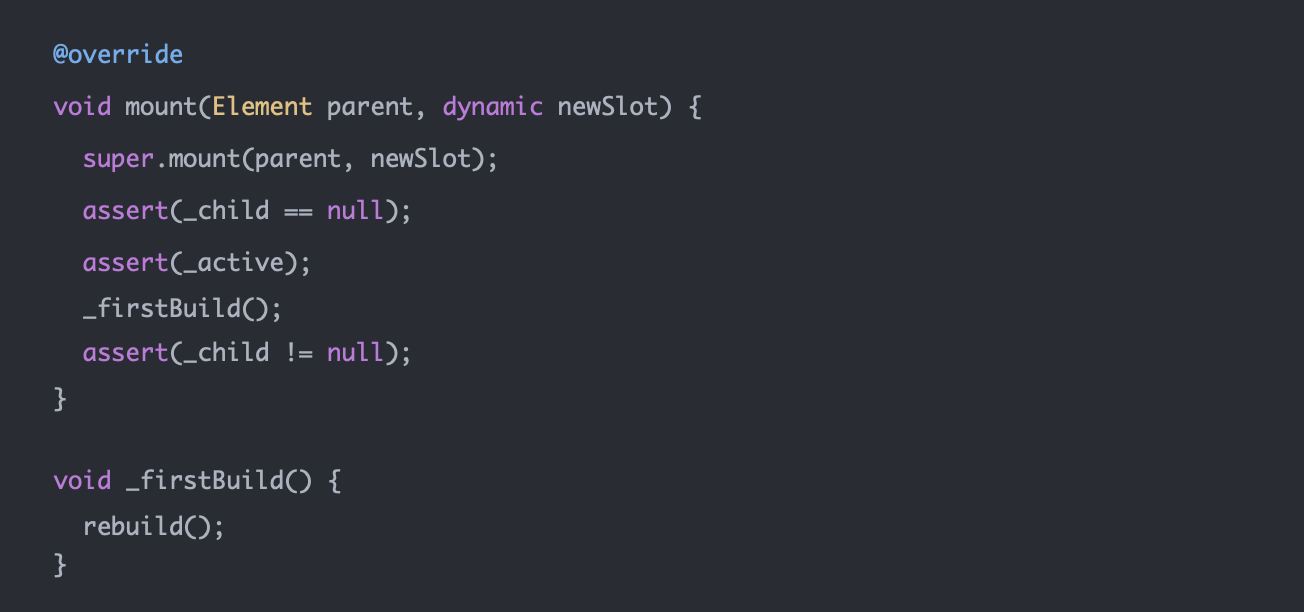 @override
void mount(Element parent, dynamic newSlot) {
  super.mount(parent, newSlot);
  assert(_child == null);
  assert(_active);
  _firstBuild();
  assert(_child != null);
}
void _firstBuild() {
  rebuild();
}